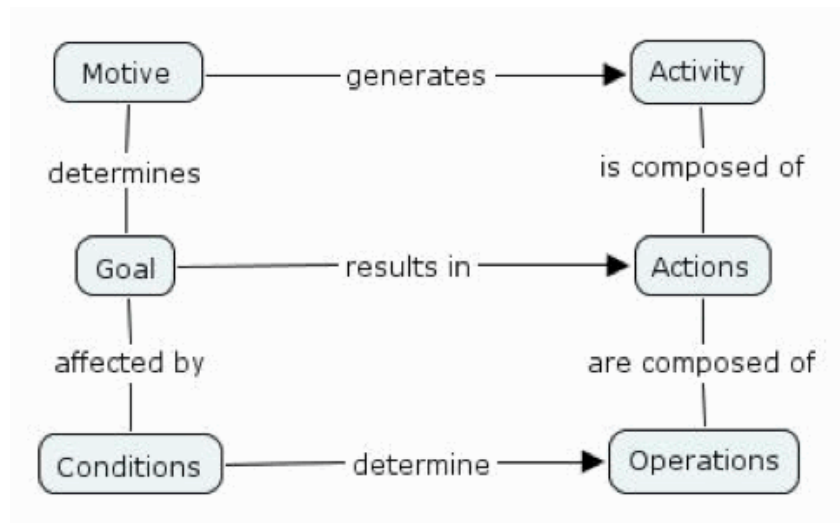 Motive generates Activity
determines is composed of
Goal results in Actions
affected by are composed of
Conditions determine Operations